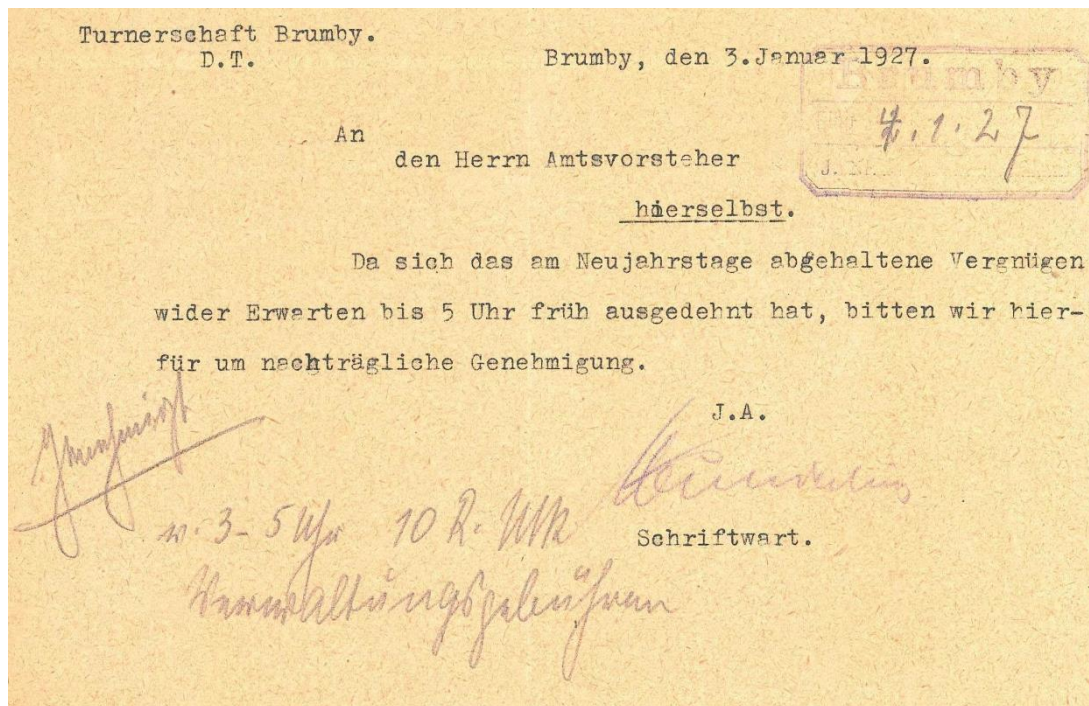 Turnerschaft Brumby.
D.T.
Brumby, den 3.Januar 1927.
Brumby
4.1.27
J.
An
den Herrn Amtsvorsteher
hierselbst.
Da sich das am Neujahrstage abgehaltene Vergnügen
wider Erwarten bis 5 Uhr früh ausgedehnt hat, bitten wir hier-
für um nachträgliche Genehmigung.
J.A.
Schriftwart.
Genehmigt
v. 3-5 Uhr 10 R. Mk
Verwaltungsgebühren